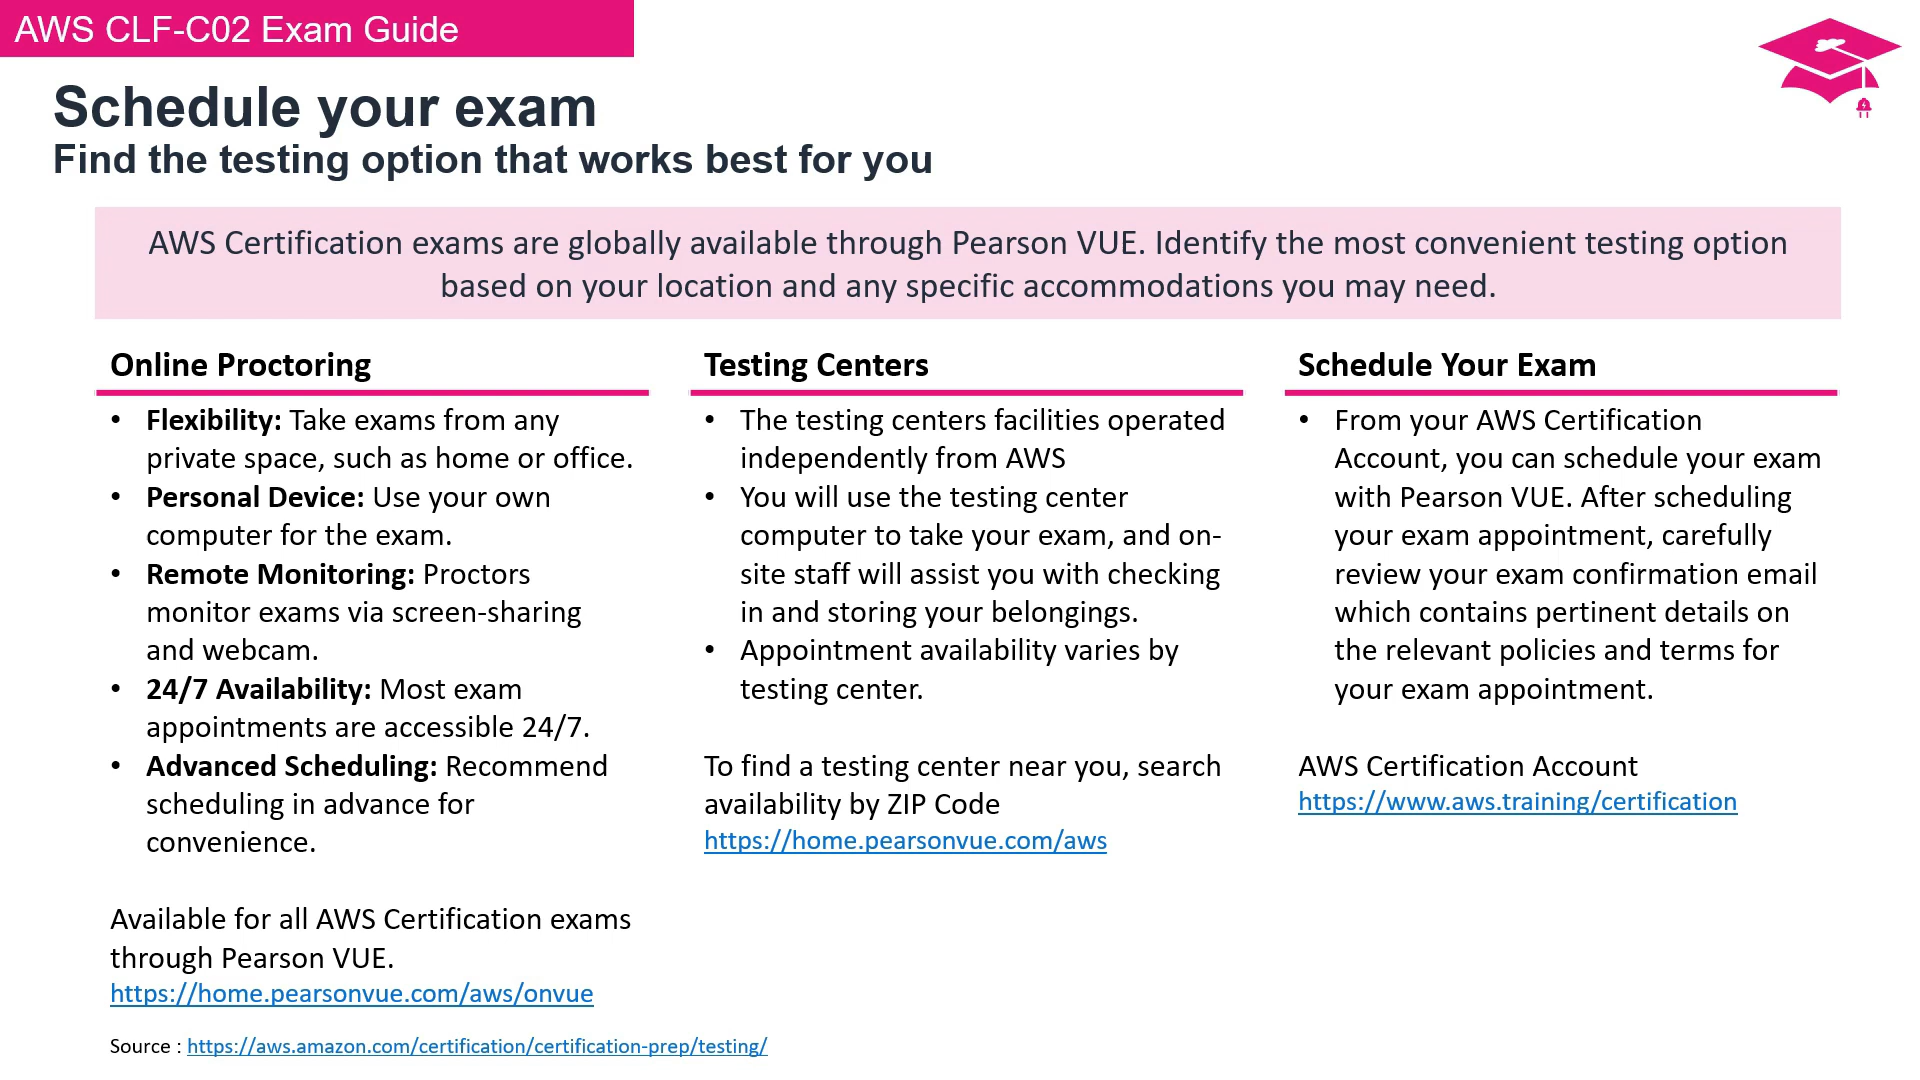 AWS CLF-C02 Exam Guide
Schedule your exam
Find the testing option that works best for you
AWS Certification exams are globally available through Pearson VUE. Identify the most convenient testing option
based on your location and any specific accommodations you may need.
Online Proctoring
• Flexibility: Take exams from any
private space, such as home or office.
• Personal Device: Use your own
computer for the exam.
• Remote Monitoring: Proctors
monitor exams via screen-sharing
and webcam.
• 24/7 Availability: Most exam
appointments are accessible 24/7.
• Advanced Scheduling: Recommend
scheduling in advance for
convenience.
Available for all AWS Certification exams
through Pearson VUE.
https://home.pearsonvue.com/aws/onvue
Testing Centers
• The testing centers facilities operated
independently from AWS
• You will use the testing center
computer to take your exam, and on-
site staff will assist you with checking
in and storing your belongings.
• Appointment availability varies by
testing center.
To find a testing center near you, search
availability by ZIP Code
https://home.pearsonvue.com/aws
Schedule Your Exam
• From your AWS Certification
Account, you can schedule your exam
with Pearson VUE. After scheduling
your exam appointment, carefully
review your exam confirmation email
which contains pertinent details on
the relevant policies and terms for
your exam appointment.
AWS Certification Account
https://www.aws.training/certification
Source : https://aws.amazon.com/certification/certification-prep/testing/